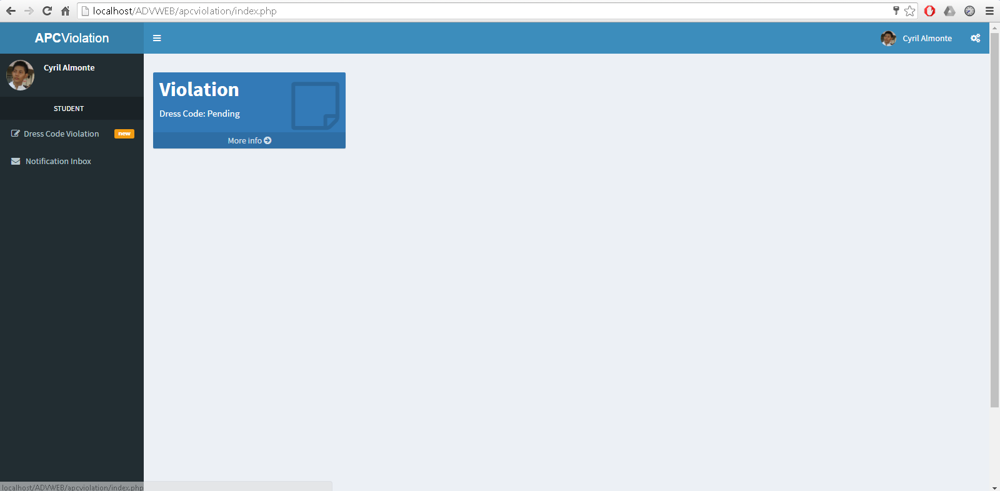 localhost/ADVWEB/apcviolation/index.php
APCViolation
Cyril Almonte
Cyril Almonte
STUDENT
Dress Code Violation new
Notification Inbox
Violation
Dress Code: Pending
More info
localhost/ADVWEB/apcviolation/index.php